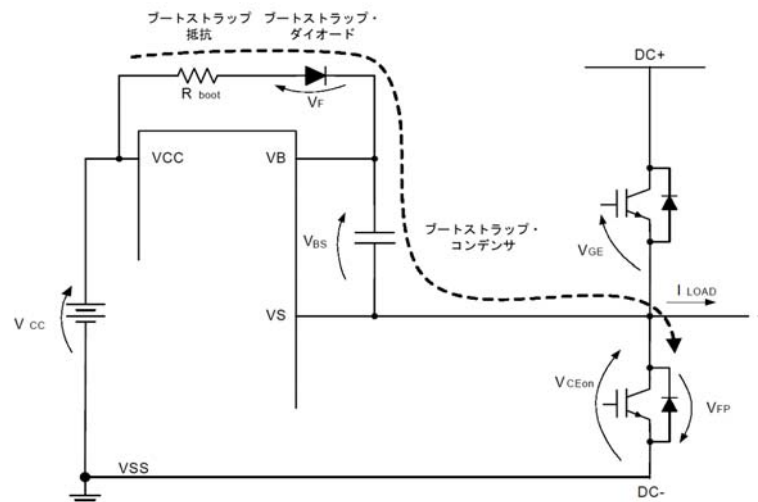 ブートストラップ
抵抗
ブートストラップ・
ダイオード
DC+
R boot
VF
VCC
VB
ブートストラップ・
コンデンサ
VBS
VGE
I LOAD
VS
V CC
VCEon
VFP
VSS
DC-